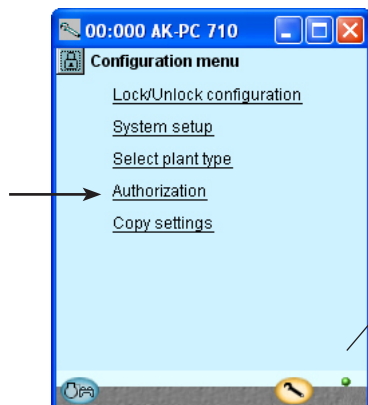 00:000 AK-PC 710
Configuration menu
Lock/Unlock configuration
System setup
Select plant type
Authorization
Copy settings